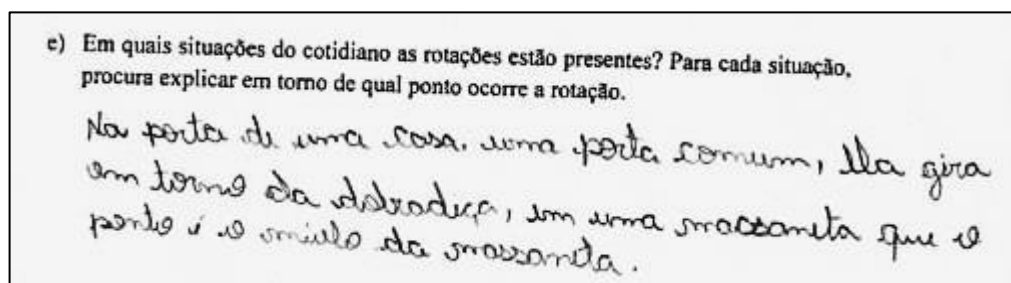 e) Em quais situações do cotidiano as rotações estão presentes? Para cada situação,
procura explicar em torno de qual ponto ocorre a rotação.
Na porta de uma casa, uma porta comum, Ela gira
em torno da dobradiça, em uma massaneta que o
ponto é o miolo da massaneta.